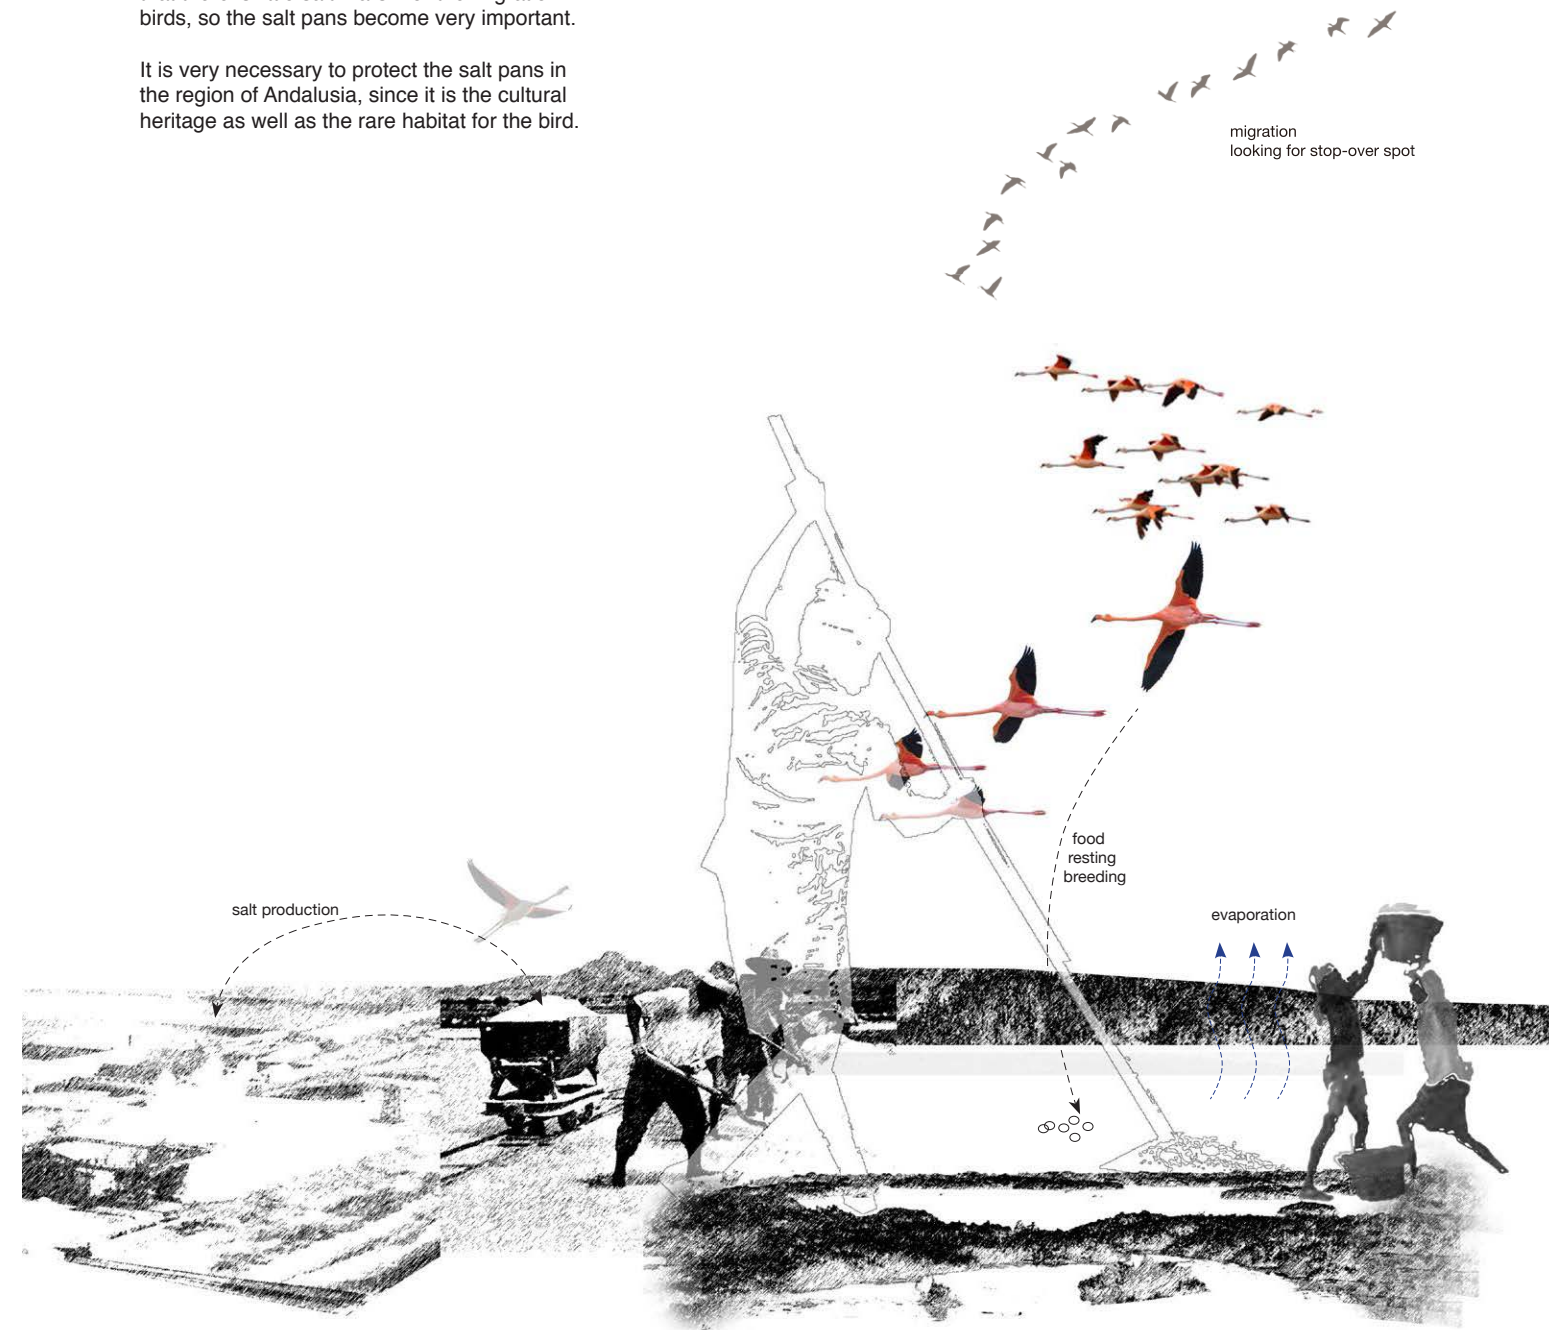 birds, so the salt pans become very important.
It is very necessary to protect the salt pans in
the region of Andalusia, since it is the cultural
heritage as well as the rare habitat for the bird.
migration
looking for stop-over spot
food
resting
breeding
salt production
evaporation